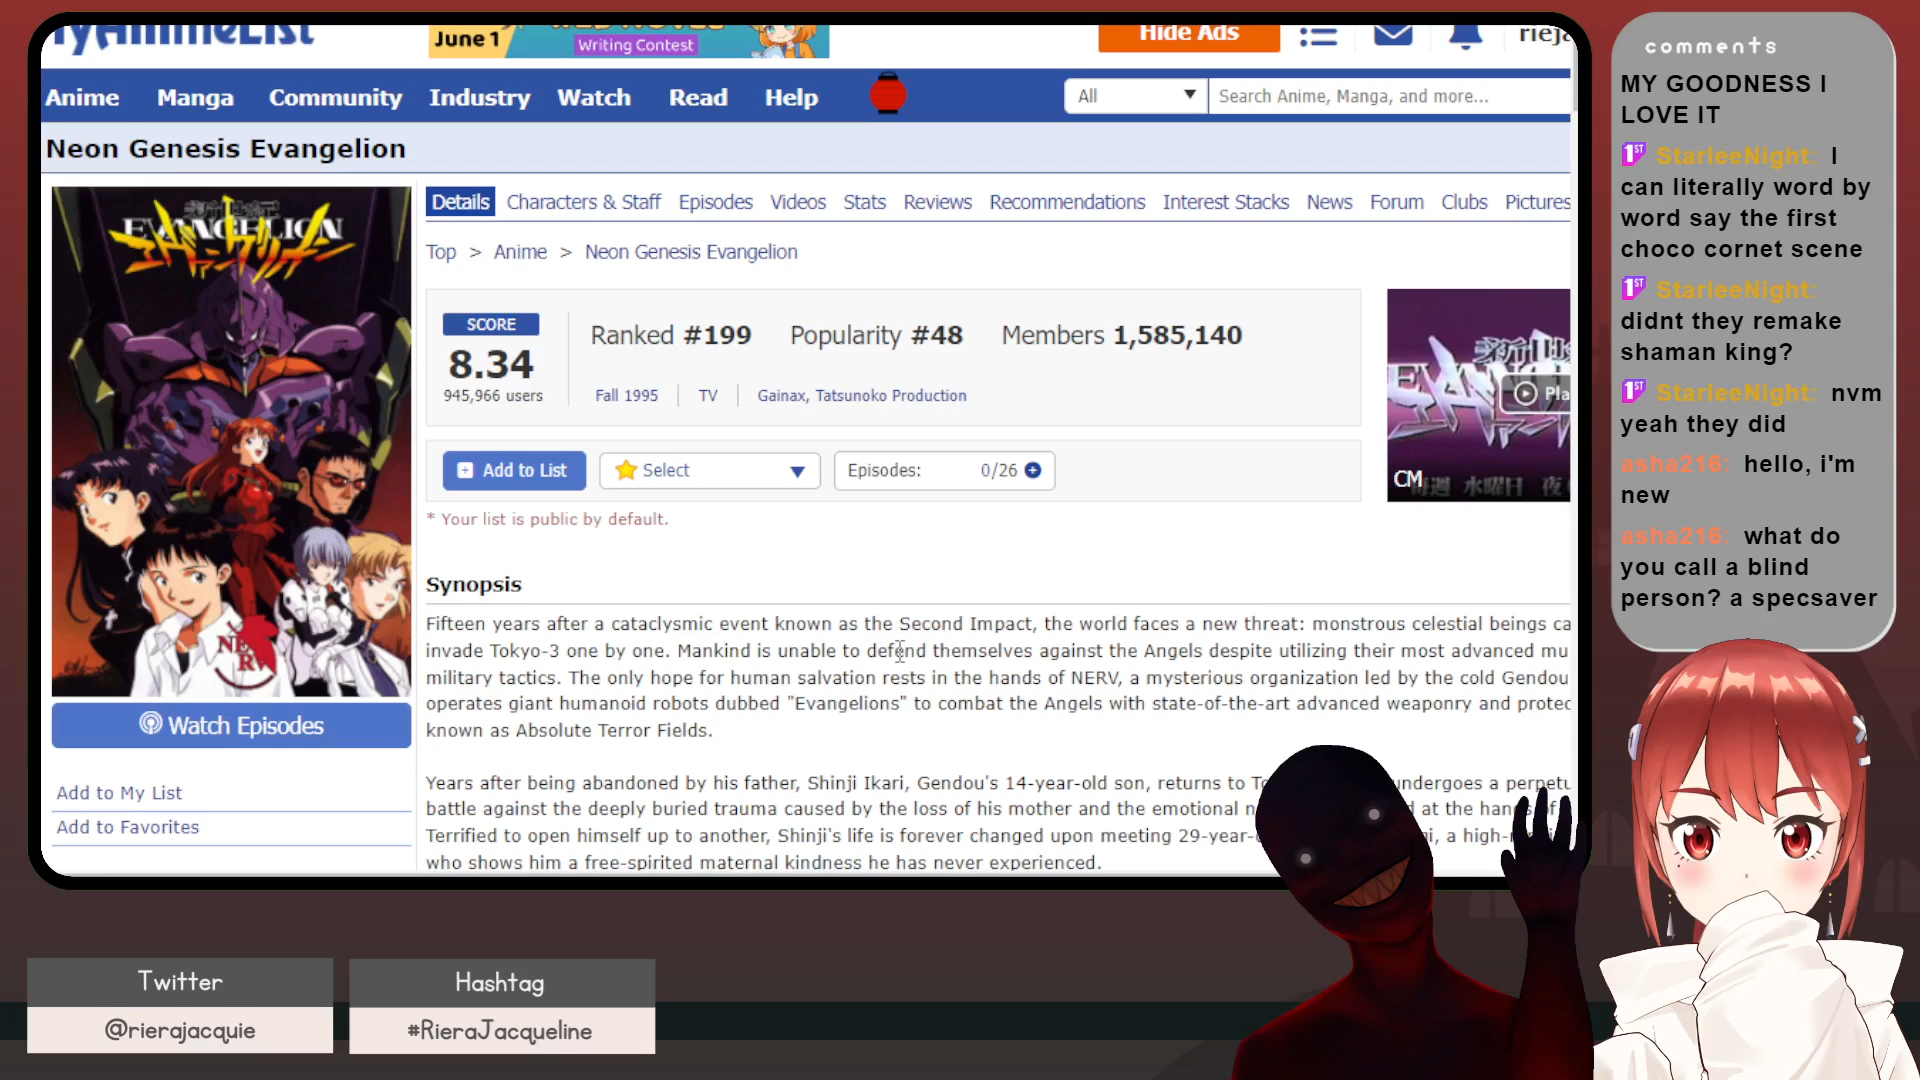 MyAnimeList
June 1
Writing Contest
Hide Ads
Anime Manga Community Industry Watch Read Help
All
Search Anime, Manga, and more...
Neon Genesis Evangelion
EVANGELION
NERV
Details Characters & Staff Episodes Videos Stats Reviews Recommendations Interest Stacks News Forum Clubs Pictures
Top > Anime > Neon Genesis Evangelion
SCORE
8.34
945,966 users
Ranked #199 Popularity #48 Members 1,585,140
Fall 1995 TV Gainax, Tatsunoko Production
Add to List
Select
Episodes: 0/26
CM
* Your list is public by default.
Synopsis
Fifteen years after a cataclysmic event known as the Second Impact, the world faces a new threat: monstrous celestial beings ca
invade Tokyo-3 one by one. Mankind is unable to defend themselves against the Angels despite utilizing their most advanced mu
military tactics. The only hope for human salvation rests in the hands of NERV, a mysterious organization led by the cold Gendou
operates giant humanoid robots dubbed "Evangelions" to combat the Angels with state-of-the-art advanced weaponry and protec
known as Absolute Terror Fields.
Years after being abandoned by his father, Shinji Ikari, Gendou's 14-year-old son, returns to To undergoes a perpetu
battle against the deeply buried trauma caused by the loss of his mother and the emotional n at the hands of
Terrified to open himself up to another, Shinji's life is forever changed upon meeting 29-year-
who shows him a free-spirited maternal kindness he has never experienced.
Watch Episodes
Add to My List
Add to Favorites
comments
MY GOODNESS I
LOVE IT
1ST StarleeNight: I
can literally word by
word say the first
choco cornet scene
1ST StarleeNight:
didnt they remake
shaman king?
1ST StarleeNight: nvm
yeah they did
asha216: hello, i'm
new
asha216: what do
you call a blind
person? a specsaver
Twitter
@rierajacquie
Hashtag
#RieraJacqueline